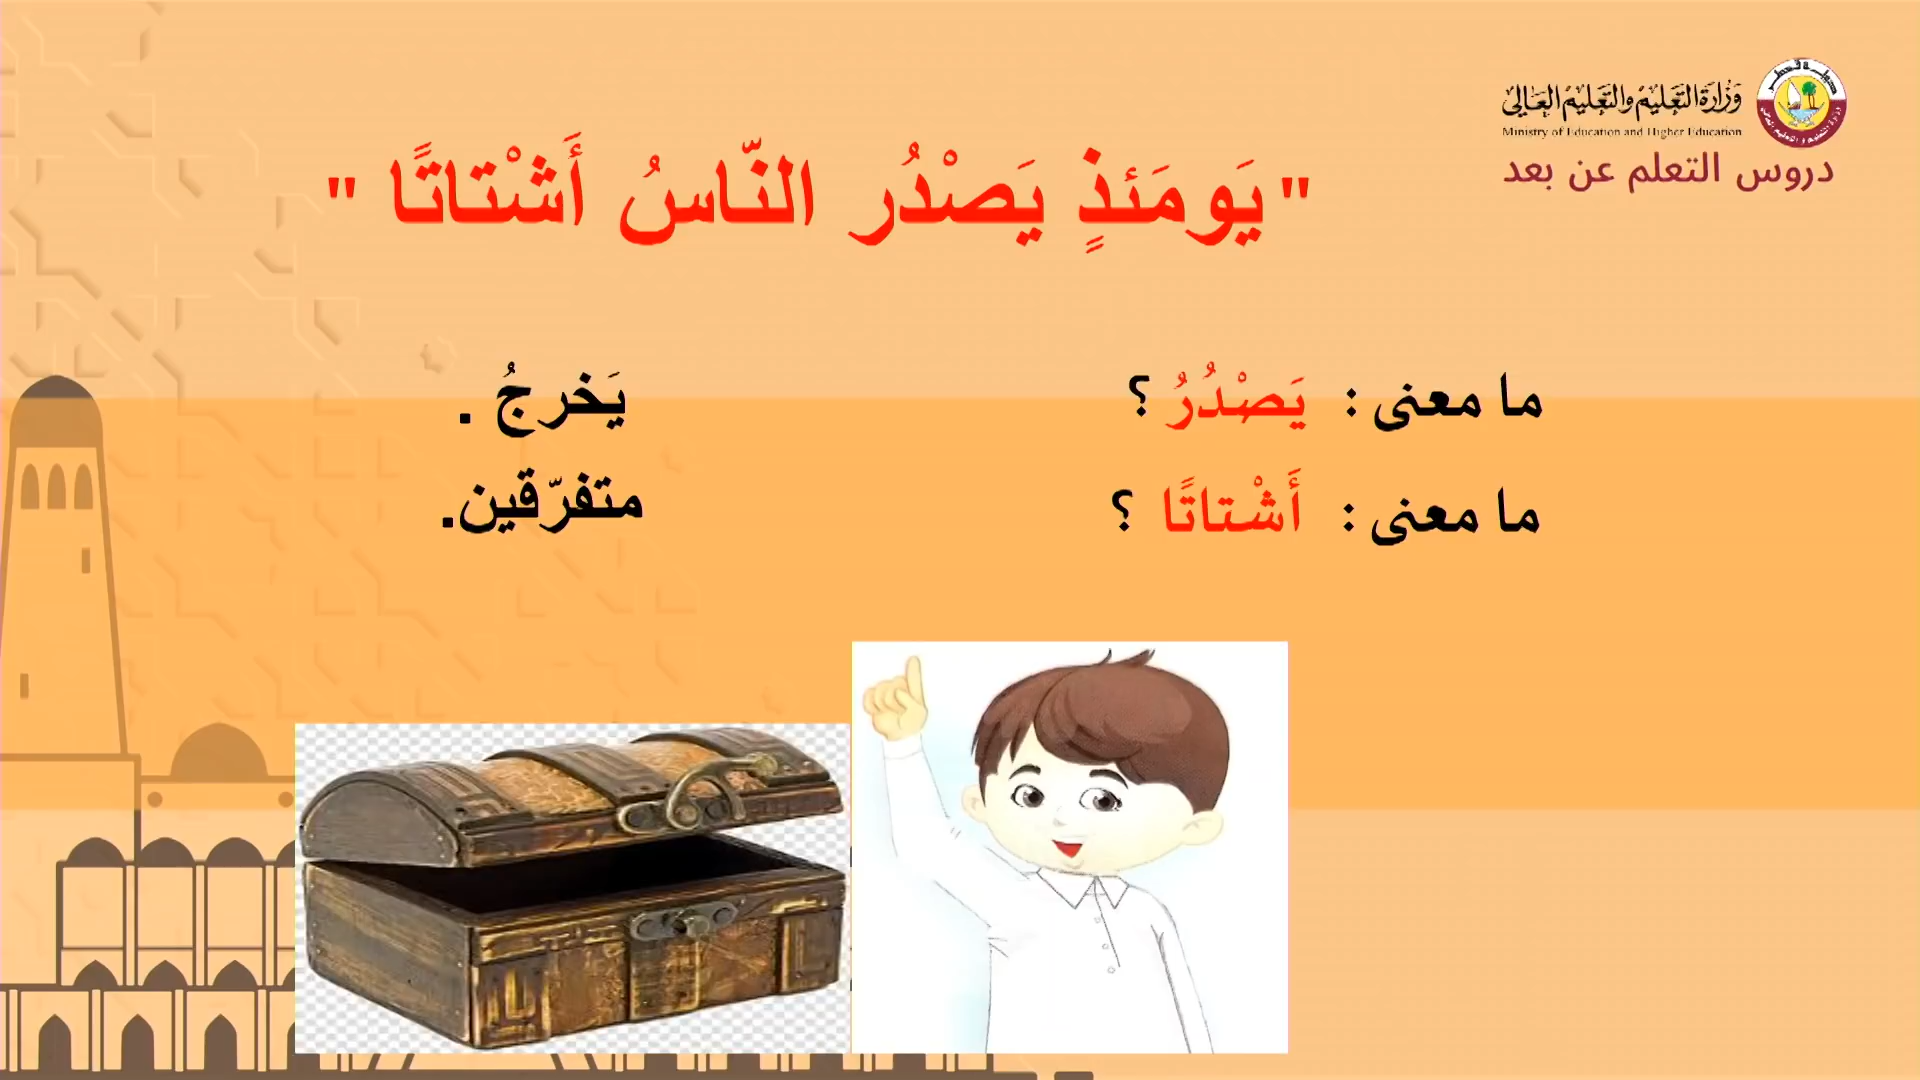 وزارة التعليم والتعليم العالي
Ministry of Education and Higher Education
دروس التعلم عن بعد
" يَومَئذٍ يَصْدُر النّاسُ أَشْتاتًا "
ما معنى : يَصْدُرُ ؟ يَخرجُ .
ما معنى : أَشْتاتًا ؟ متفرّقين.